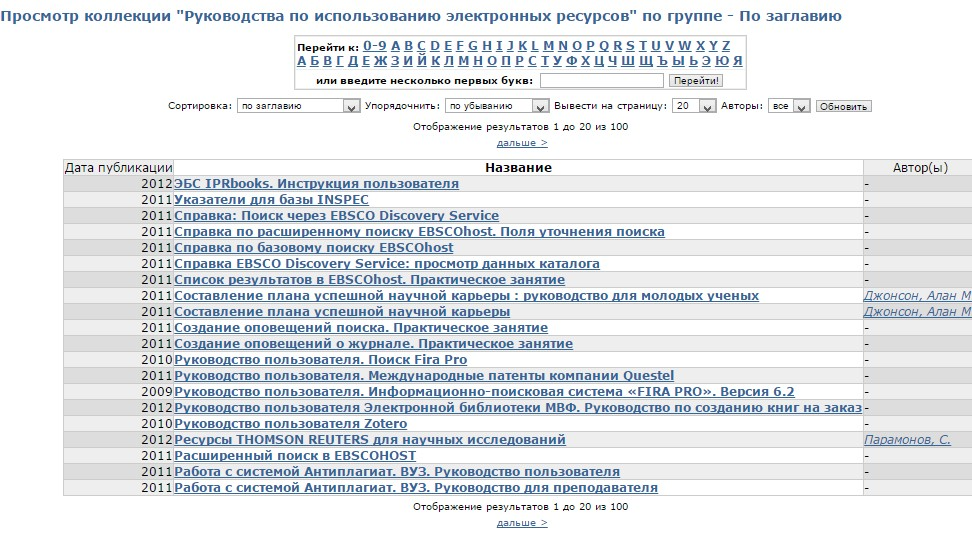 Просмотр коллекции "Руководства по использованию электронных ресурсов" по группе - По заглавию
Перейти к: 0-9 A B C D E F G H I J K L M N O P Q R S T U V W X Y Z
А Б В Г Д Е Ж З И Й К Л М Н О П Р С Т У Ф Х Ц Ч Ш Щ Ъ Ы Ь Э Ю Я
или введите несколько первых букв: Перейти!
Сортировка: по заглавию Упорядочить: по убыванию Вывести на страницу: 20 Авторы: все Обновить
Отображение результатов 1 до 20 из 100
дальше >
Дата публикации Название Автор(ы)
2012 ЭБС IPRbooks. Инструкция пользователя -
2011 Указатели для базы INSPEC -
2011 Справка: Поиск через EBSCO Discovery Service -
2011 Справка по расширенному поиску EBSCOhost. Поля уточнения поиска -
2011 Справка по базовому поиску EBSCOhost -
2011 Справка EBSCO Discovery Service: просмотр данных каталога -
2011 Список результатов в EBSCOhost. Практическое занятие -
2011 Составление плана успешной научной карьеры : руководство для молодых ученых Джонсон, Алан М
2011 Составление плана успешной научной карьеры Джонсон, Алан М
2011 Создание оповещений поиска. Практическое занятие -
2011 Создание оповещений о журнале. Практическое занятие -
2010 Руководство пользователя. Поиск Fira Pro -
2011 Руководство пользователя. Международные патенты компании Questel -
2009 Руководство пользователя. Информационно-поисковая система «FIRA PRO». Версия 6.2 -
2012 Руководство пользователя Электронной библиотеки МВФ. Руководство по созданию книг на заказ -
2010 Руководство пользователя Zotero -
2012 Ресурсы THOMSON REUTERS для научных исследований Парамонов, С.
2011 Расширенный поиск в EBSCOHOST -
2011 Работа с системой Антиплагиат. ВУЗ. Руководство пользователя -
2011 Работа с системой Антиплагиат. ВУЗ. Руководство для преподавателя -
Отображение результатов 1 до 20 из 100
дальше >